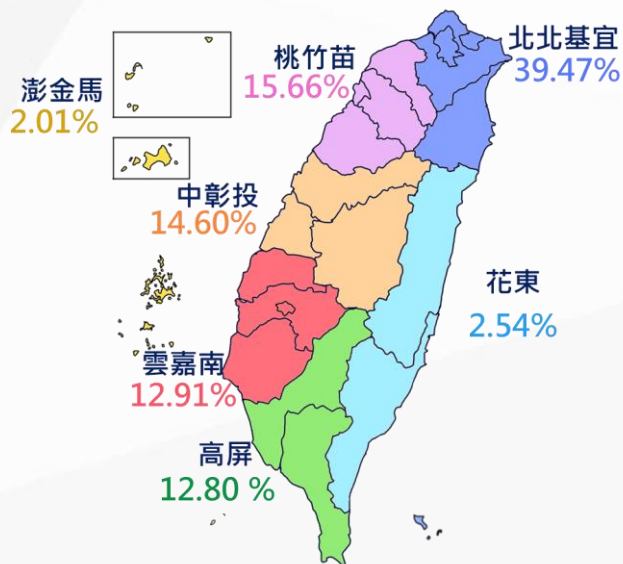 北北基宜
39.47%
桃竹苗
15.66%
澎金馬
2.01%
中彰投
14.60%
花東
2.54%
雲嘉南
12.91%
高屏
12.80 %